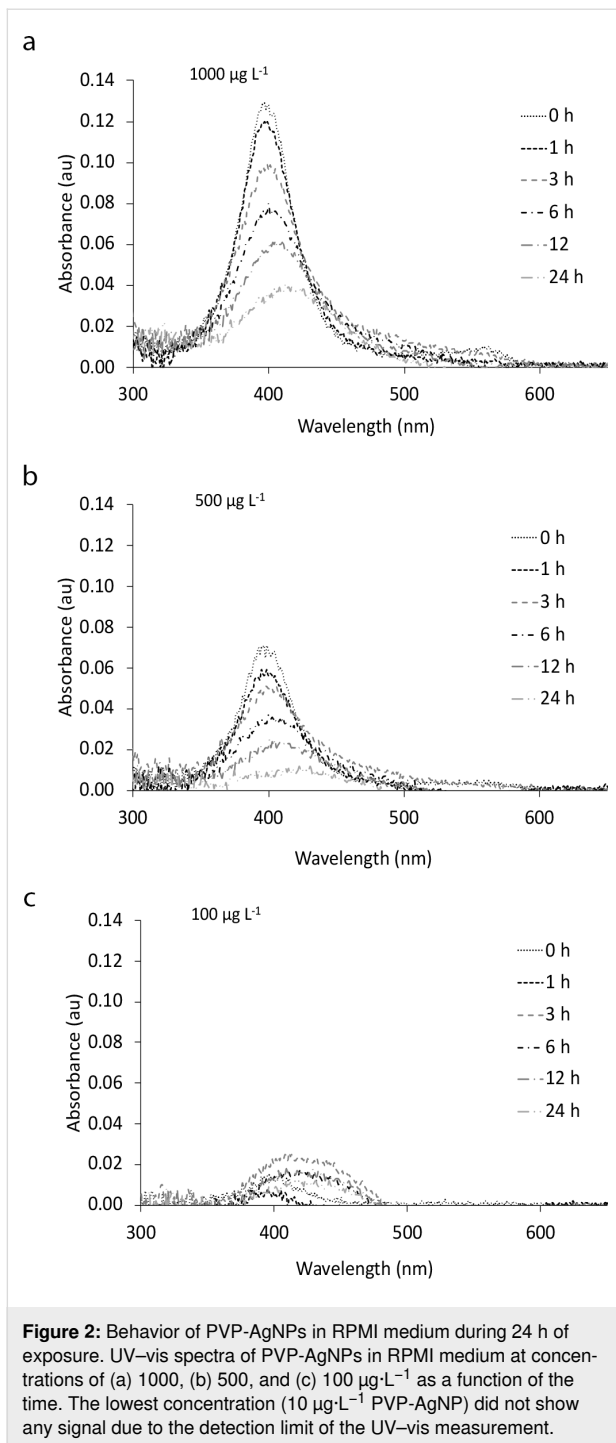 a
1000 µg L-1
0.14
0.12
0.10
0.08
0.06
0.04
0.02
0.00
Absorbance (au)
300 400 500 600
Wavelength (nm)
0 h
1 h
3 h
6 h
12
24 h
b
500 µg L-1
0.14
0.12
0.10
0.08
0.06
0.04
0.02
0.00
Absorbance (au)
300 400 500 600
Wavelength (nm)
0 h
1 h
3 h
6 h
12 h
24 h
c
100 µg L-1
0.14
0.12
0.10
0.08
0.06
0.04
0.02
0.00
Absorbance (au)
300 400 500 600
Wavelength (nm)
0 h
1 h
3 h
6 h
12 h
24 h
Figure 2: Behavior of PVP-AgNPs in RPMI medium during 24 h of
exposure. UV–vis spectra of PVP-AgNPs in RPMI medium at concen-
trations of (a) 1000, (b) 500, and (c) 100 µg·L−1 as a function of the
time. The lowest concentration (10 µg·L−1 PVP-AgNP) did not show
any signal due to the detection limit of the UV–vis measurement.